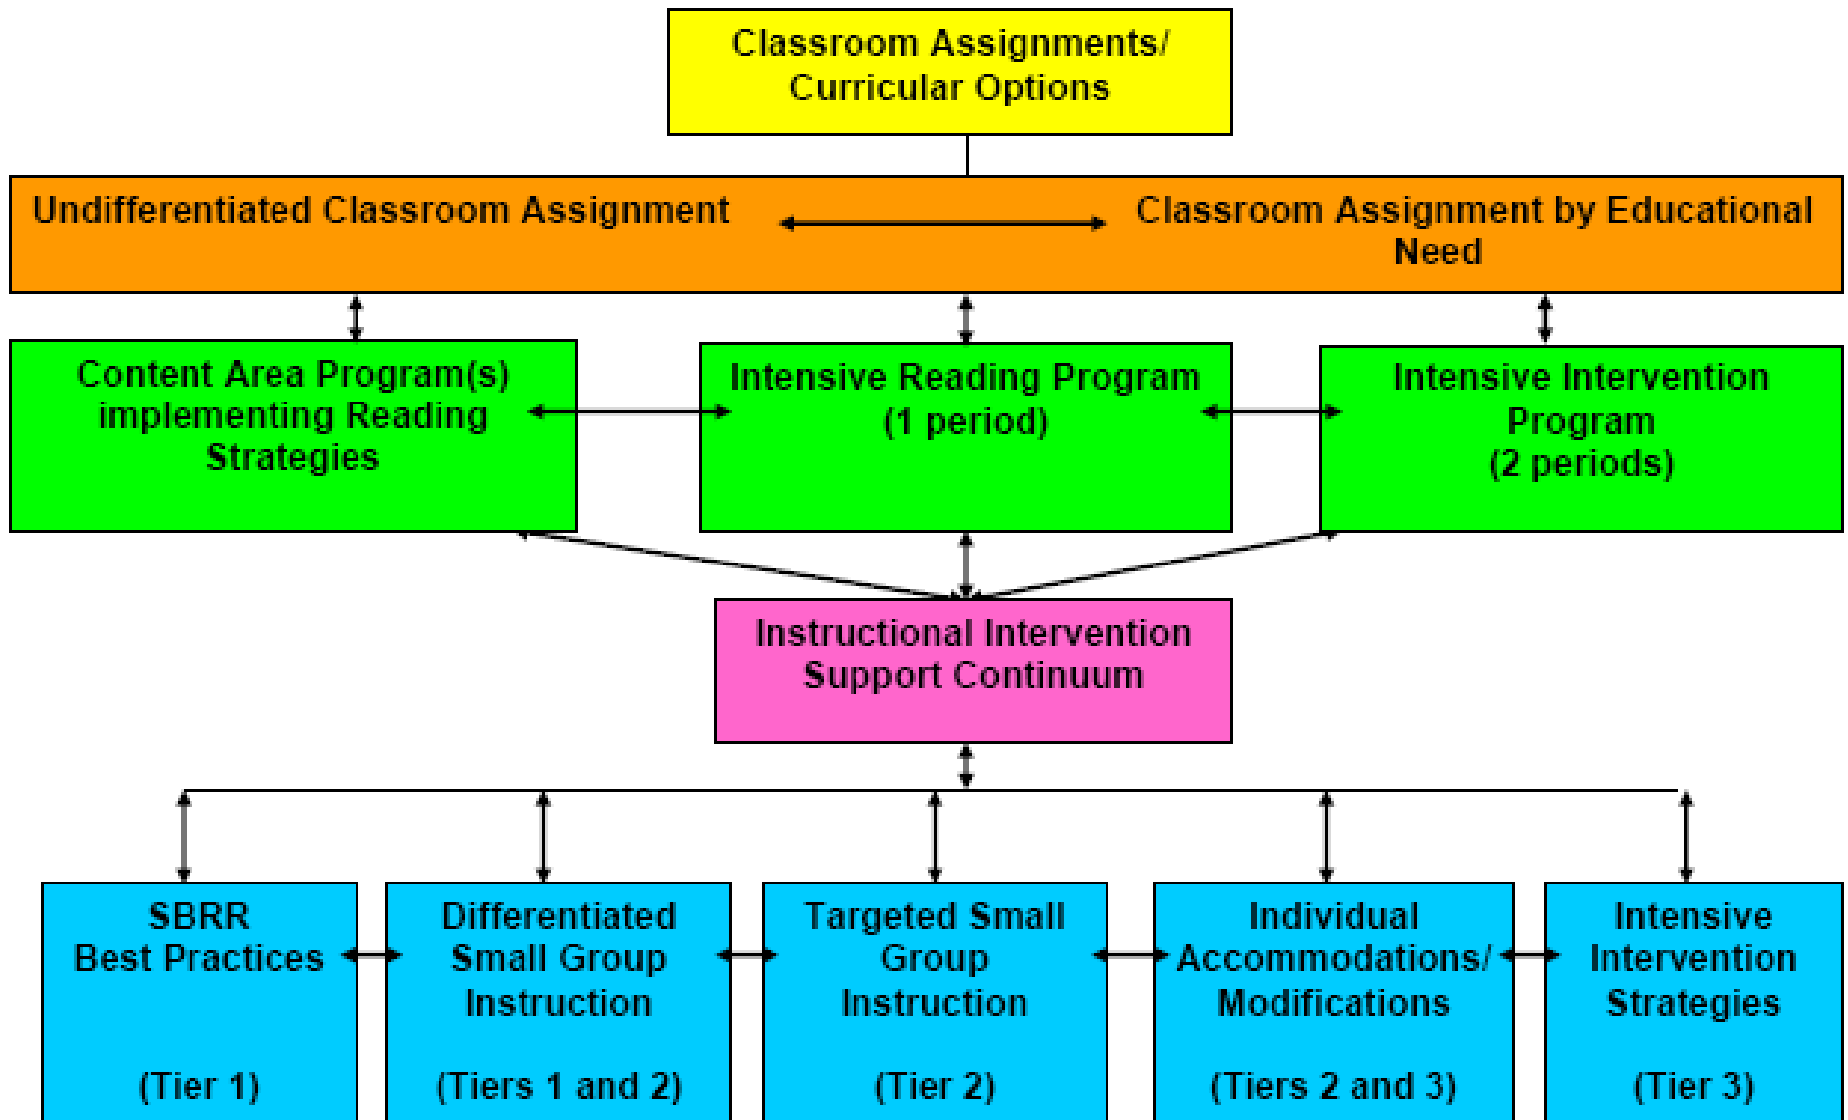 Classroom Assignments/
Curricular Options
Undifferentiated Classroom Assignment
Classroom Assignment by Educational
Need
Content Area Program(s)
implementing Reading
Strategies
Intensive Reading Program
(1 period)
Intensive Intervention
Program
(2 periods)
Instructional Intervention
Support Continuum
SBRR
Best Practices
(Tier 1)
Differentiated
Small Group
Instruction
(Tiers 1 and 2)
Targeted Small
Group
Instruction
(Tier 2)
Individual
Accommodations/
Modifications
(Tiers 2 and 3)
Intensive
Intervention
Strategies
(Tier 3)